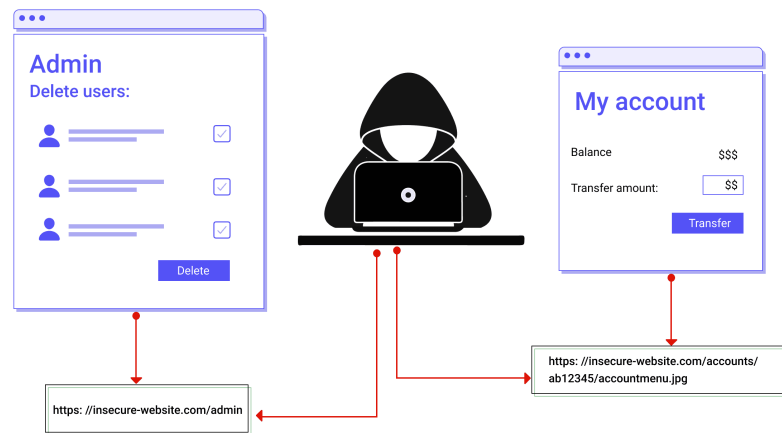 Admin
Delete users:
Delete
https: //insecure-website.com/admin
My account
Balance
$$$
Transfer amount:
$$
Transfer
https: //insecure-website.com/accounts/
ab12345/accountmenu.jpg